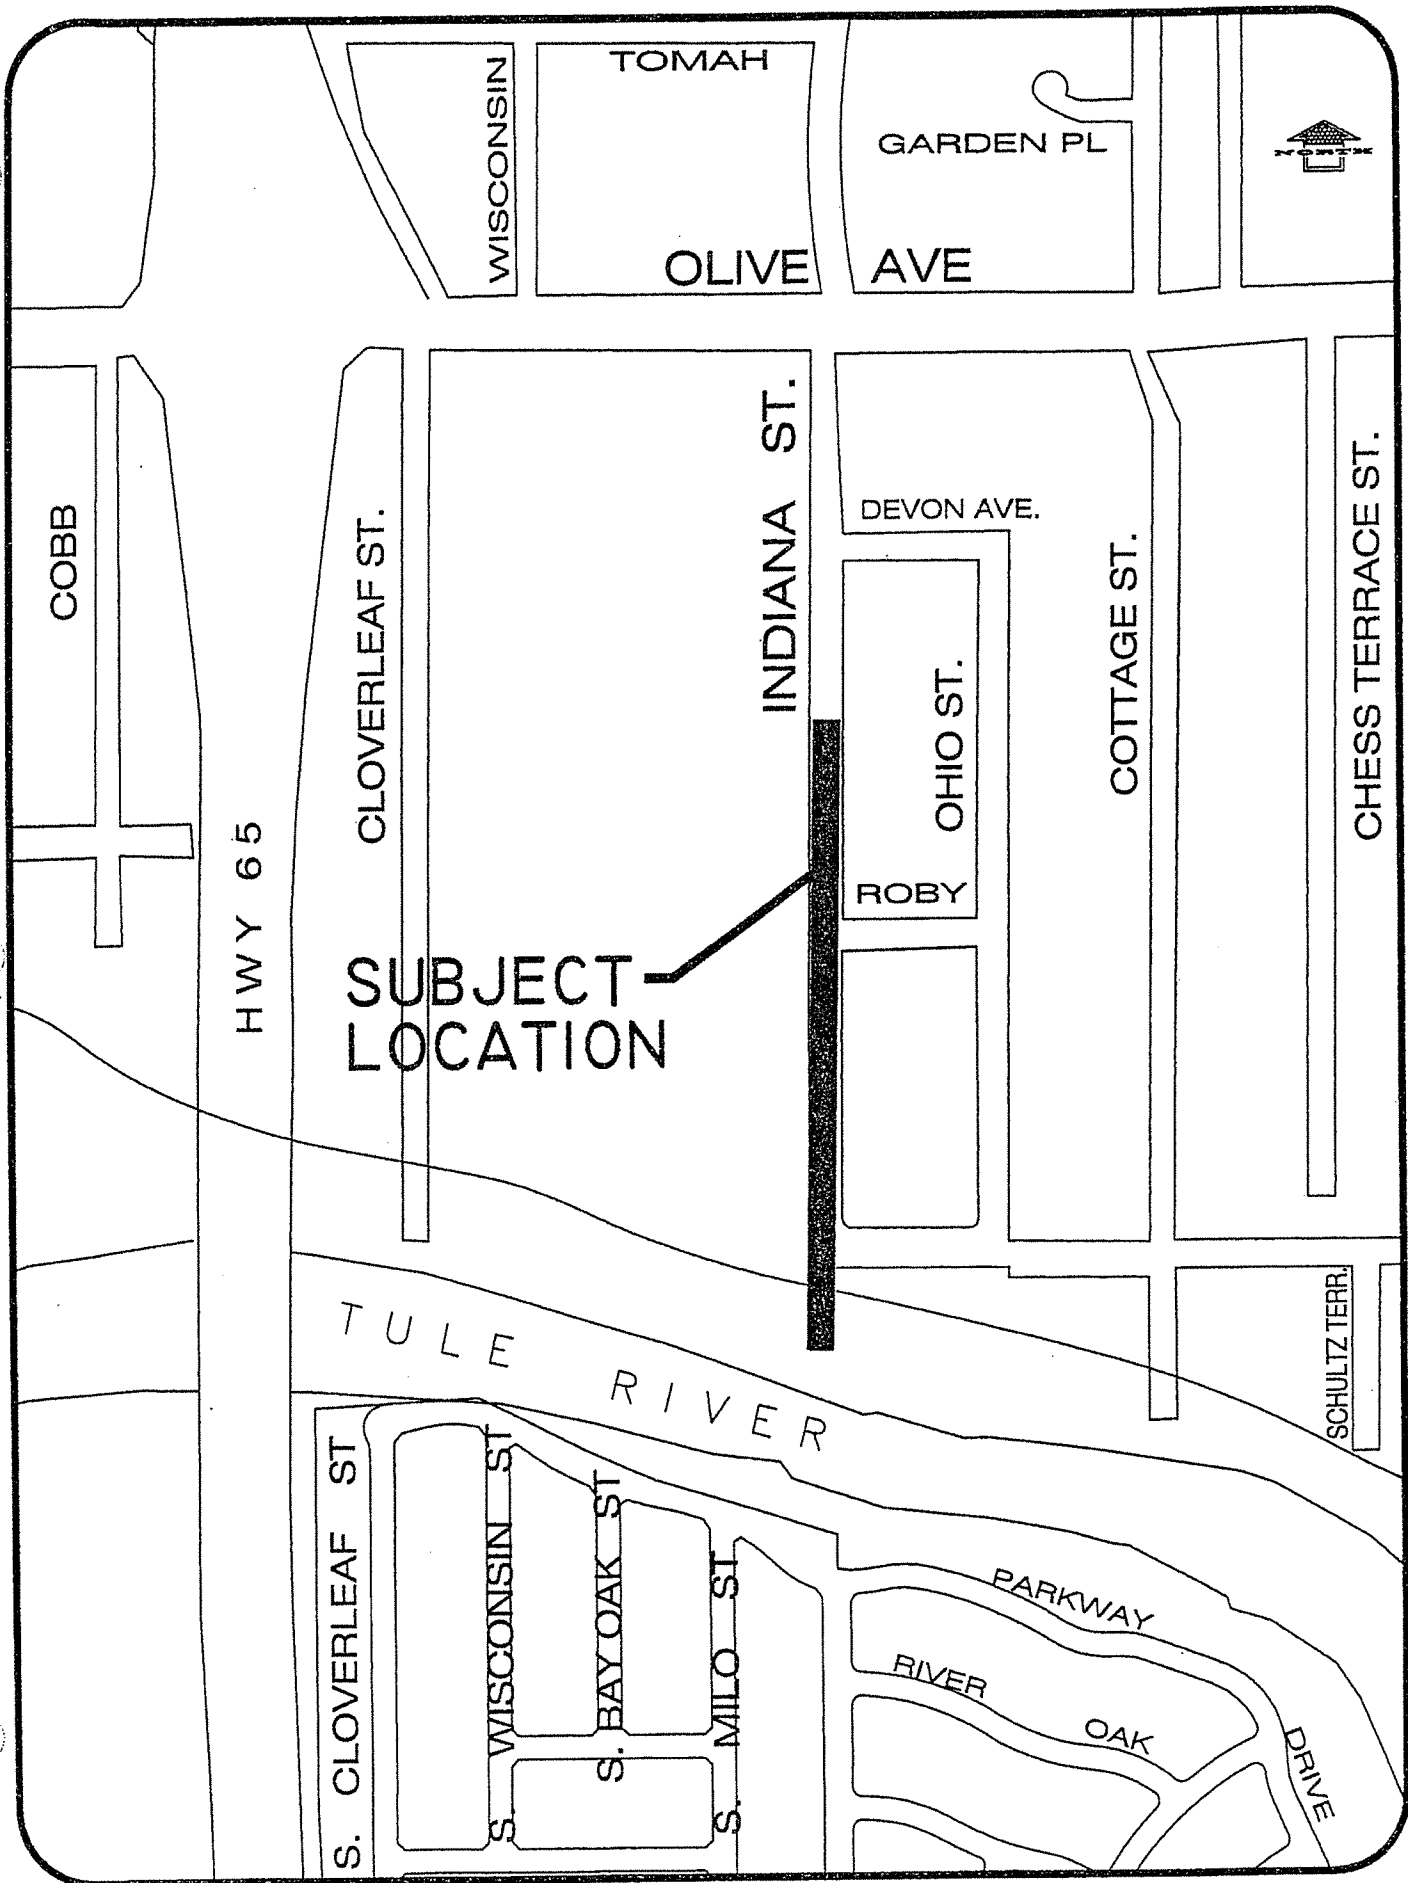 TOMAH
WISCONSIN
GARDEN PL
NORTH
OLIVE AVE
INDIANA ST.
DEVON AVE.
COBB
CLOVERLEAF ST.
COTTAGE ST.
CHESS TERRACE ST.
OHIO ST.
HWY 65
ROBY
SUBJECT
LOCATION
TULE RIVER
SCHULTZ TERR.
S. CLOVERLEAF ST
S. WISCONSIN ST
S. BAY OAK ST
S. MILO ST
PARKWAY
RIVER OAK
DRIVE